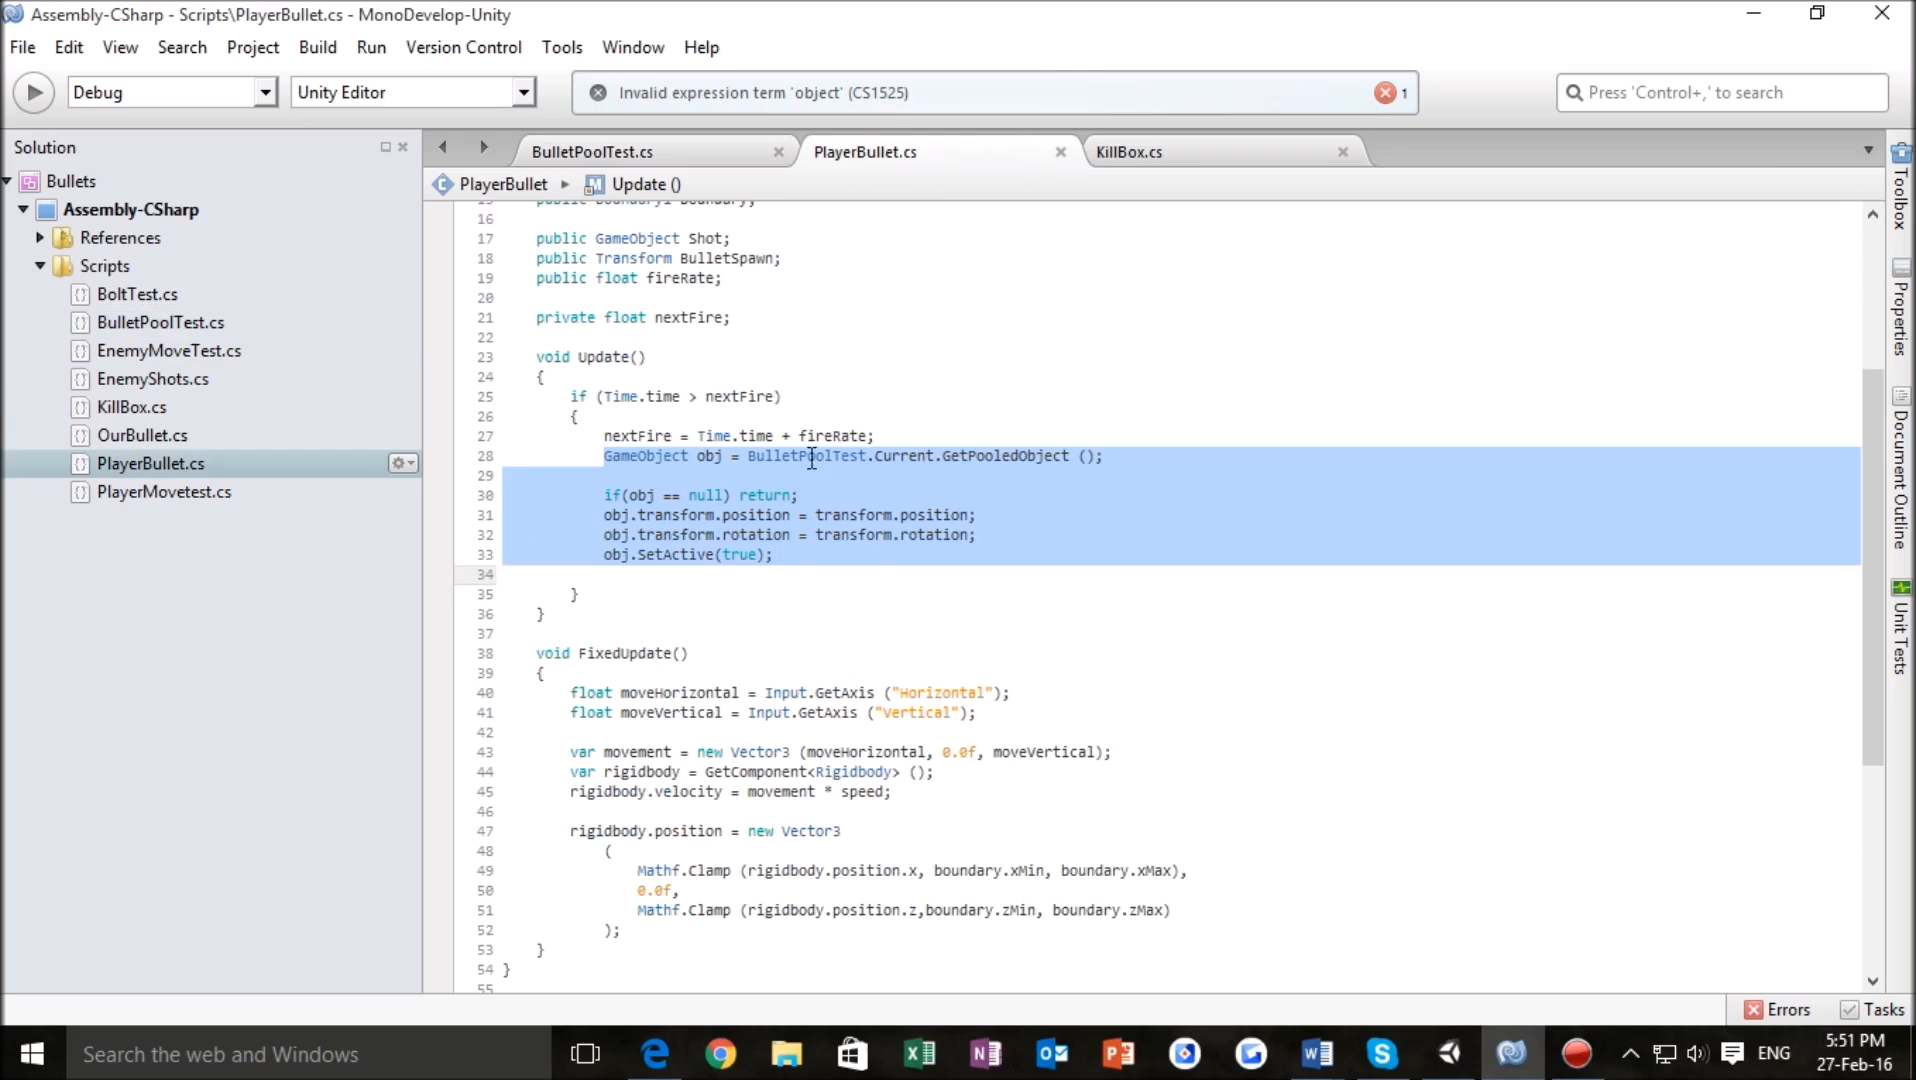 Assembly-CSharp - Scripts\PlayerBullet.cs - MonoDevelop-Unity
File Edit View Search Project Build Run Version Control Tools Window Help
Debug Unity Editor Invalid expression term 'object' (CS1525) 1 Press 'Control+,' to search
Solution
Bullets
Assembly-CSharp
References
Scripts
BoltTest.cs
BulletPoolTest.cs
EnemyMoveTest.cs
EnemyShots.cs
KillBox.cs
OurBullet.cs
PlayerBullet.cs
PlayerMovetest.cs
BulletPoolTest.cs PlayerBullet.cs KillBox.cs
PlayerBullet Update ()
16
17 public GameObject Shot;
18 public Transform BulletSpawn;
19 public float fireRate;
20
21 private float nextFire;
22
23 void Update()
24 {
25 if (Time.time > nextFire)
26 {
27 nextFire = Time.time + fireRate;
28 GameObject obj = BulletPoolTest.Current.GetPooledObject ();
29
30 if(obj == null) return;
31 obj.transform.position = transform.position;
32 obj.transform.rotation = transform.rotation;
33 obj.SetActive(true);
34
35 }
36 }
37
38 void FixedUpdate()
39 {
40 float moveHorizontal = Input.GetAxis ("Horizontal");
41 float moveVertical = Input.GetAxis ("Vertical");
42
43 var movement = new Vector3 (moveHorizontal, 0.0f, moveVertical);
44 var rigidbody = GetComponent<Rigidbody> ();
45 rigidbody.velocity = movement * speed;
46
47 rigidbody.position = new Vector3
48 (
49 Mathf.Clamp (rigidbody.position.x, boundary.xMin, boundary.xMax),
50 0.0f,
51 Mathf.Clamp (rigidbody.position.z,boundary.zMin, boundary.zMax)
52 );
53 }
54 }
55
Toolbox
Properties
Document Outline
Unit Tests
Errors Tasks
Search the web and Windows
ENG
5:51 PM
27-Feb-16